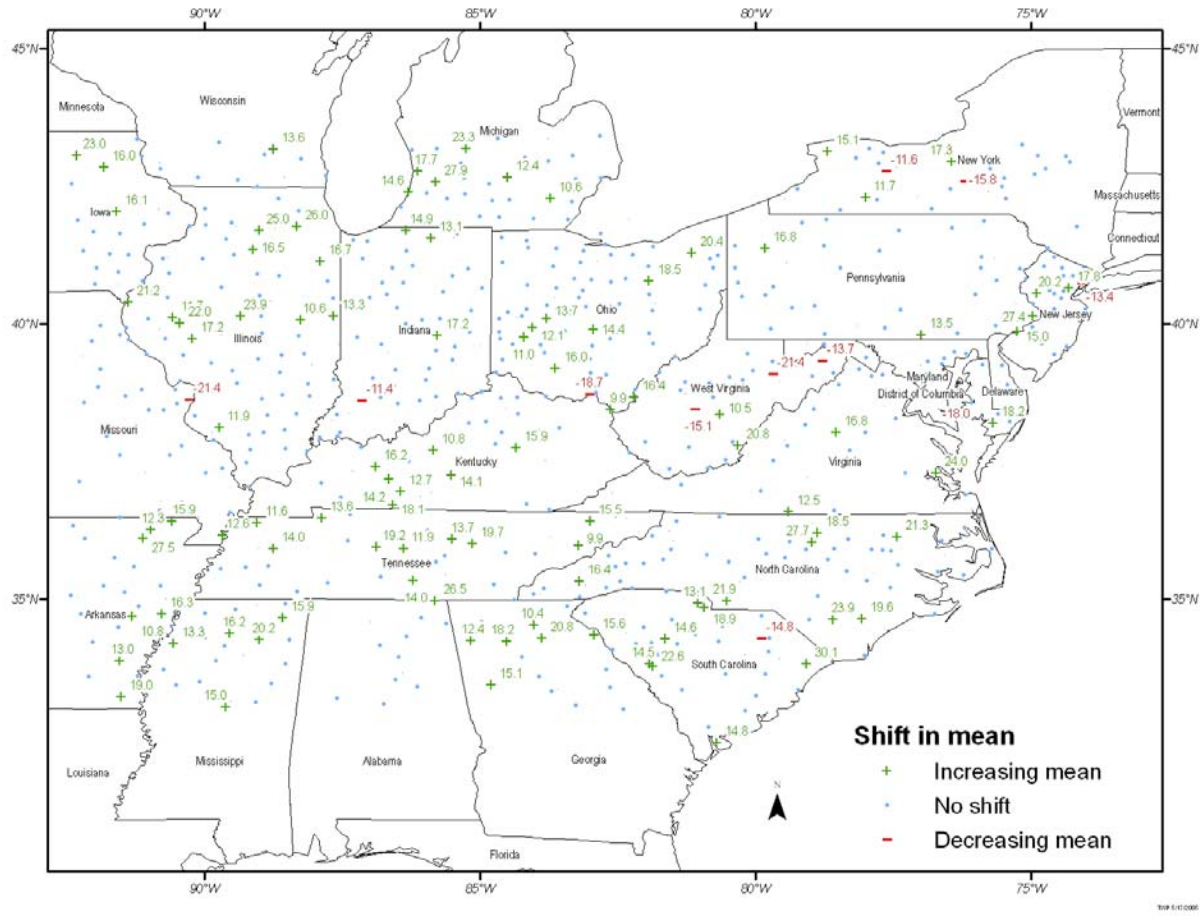 90°W 85°W 80°W 75°W
45°N 45°N
Minnesota
Wisconsin
Michigan
Vermont
23.0
16.0
13.6
23.3
17.7
27.9
14.6
12.4
10.6
15.1
-11.6
17.3
New York
-15.8
11.7
Massachusetts
Connecticut
Iowa
16.1
25.0
26.0
16.5
16.7
14.9
13.1
20.4
18.5
16.8
Pennsylvania
20.2
17.8
-13.4
40°N 40°N
21.2
22.0
17.2
23.9
Illinois
10.6
13.3
Indiana
17.2
13.7
Ohio
12.1
14.4
11.0
16.0
13.5
27.4
New Jersey
15.0
-21.4
11.9
Missouri
-11.4
-18.7
9.9
16.4
West Virginia
-21.4
-13.7
-15.1
10.5
20.8
Maryland
District of Columbia
Delaware
-18.0
18.2
16.8
Virginia
24.0
16.2
10.8
Kentucky
15.9
12.7
14.1
14.2
18.1
12.3
15.9
27.5
12.6
11.6
14.0
13.6
19.2
11.9
13.7
19.7
Tennessee
14.0
26.5
15.5
9.9
16.4
12.5
27.7
18.5
21.3
North Carolina
35°N 35°N
Arkansas
16.3
10.8
13.3
13.0
19.0
16.2
20.2
15.9
15.0
12.4
18.2
10.4
20.8
15.1
15.6
14.6
14.5
22.6
13.1
21.9
18.9
-14.8
South Carolina
23.9
19.6
30.1
14.8
Louisiana
Mississippi
Alabama
Georgia
Florida
N
Shift in mean
Increasing mean
No shift
Decreasing mean
90°W 85°W 80°W 75°W